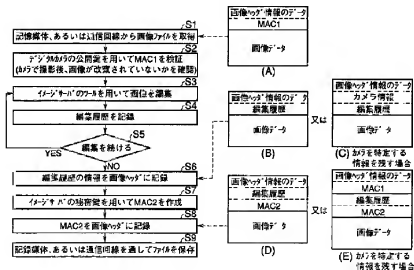 S1
記憶媒体、あるいは通信回線から画像ファイルを取得
S2
デジタルカメラの公開鍵を用いてMAC1を検証
(カメラで撮影後、画像が改竄されていないかを確認)
S3
イメージサーバのツールを用いて画像を編集
S4
編集履歴を記録
S5
編集を続ける
YES
NO
S6
編集履歴の情報を画像ヘッダに記録
S7
イメージサーバの秘密鍵を用いてMAC2を作成
S8
MAC2を画像ヘッダに記録
S9
記録媒体、あるいは通信回線を通してファイルを保存
画像ヘッダ情報のデータ
MAC1
画像データ
(A)
画像ヘッダ情報のデータ
編集履歴
画像データ
(B)
又は
画像ヘッダ情報のデータ
カメラ情報
編集履歴
画像データ
(C) カメラを特定する
情報を残す場合
画像ヘッダ情報のデータ
編集履歴
MAC2
画像データ
(D)
又は
画像ヘッダ情報のデータ
MAC1
編集履歴
MAC2
画像データ
(E) カメラを特定する
情報を残す場合